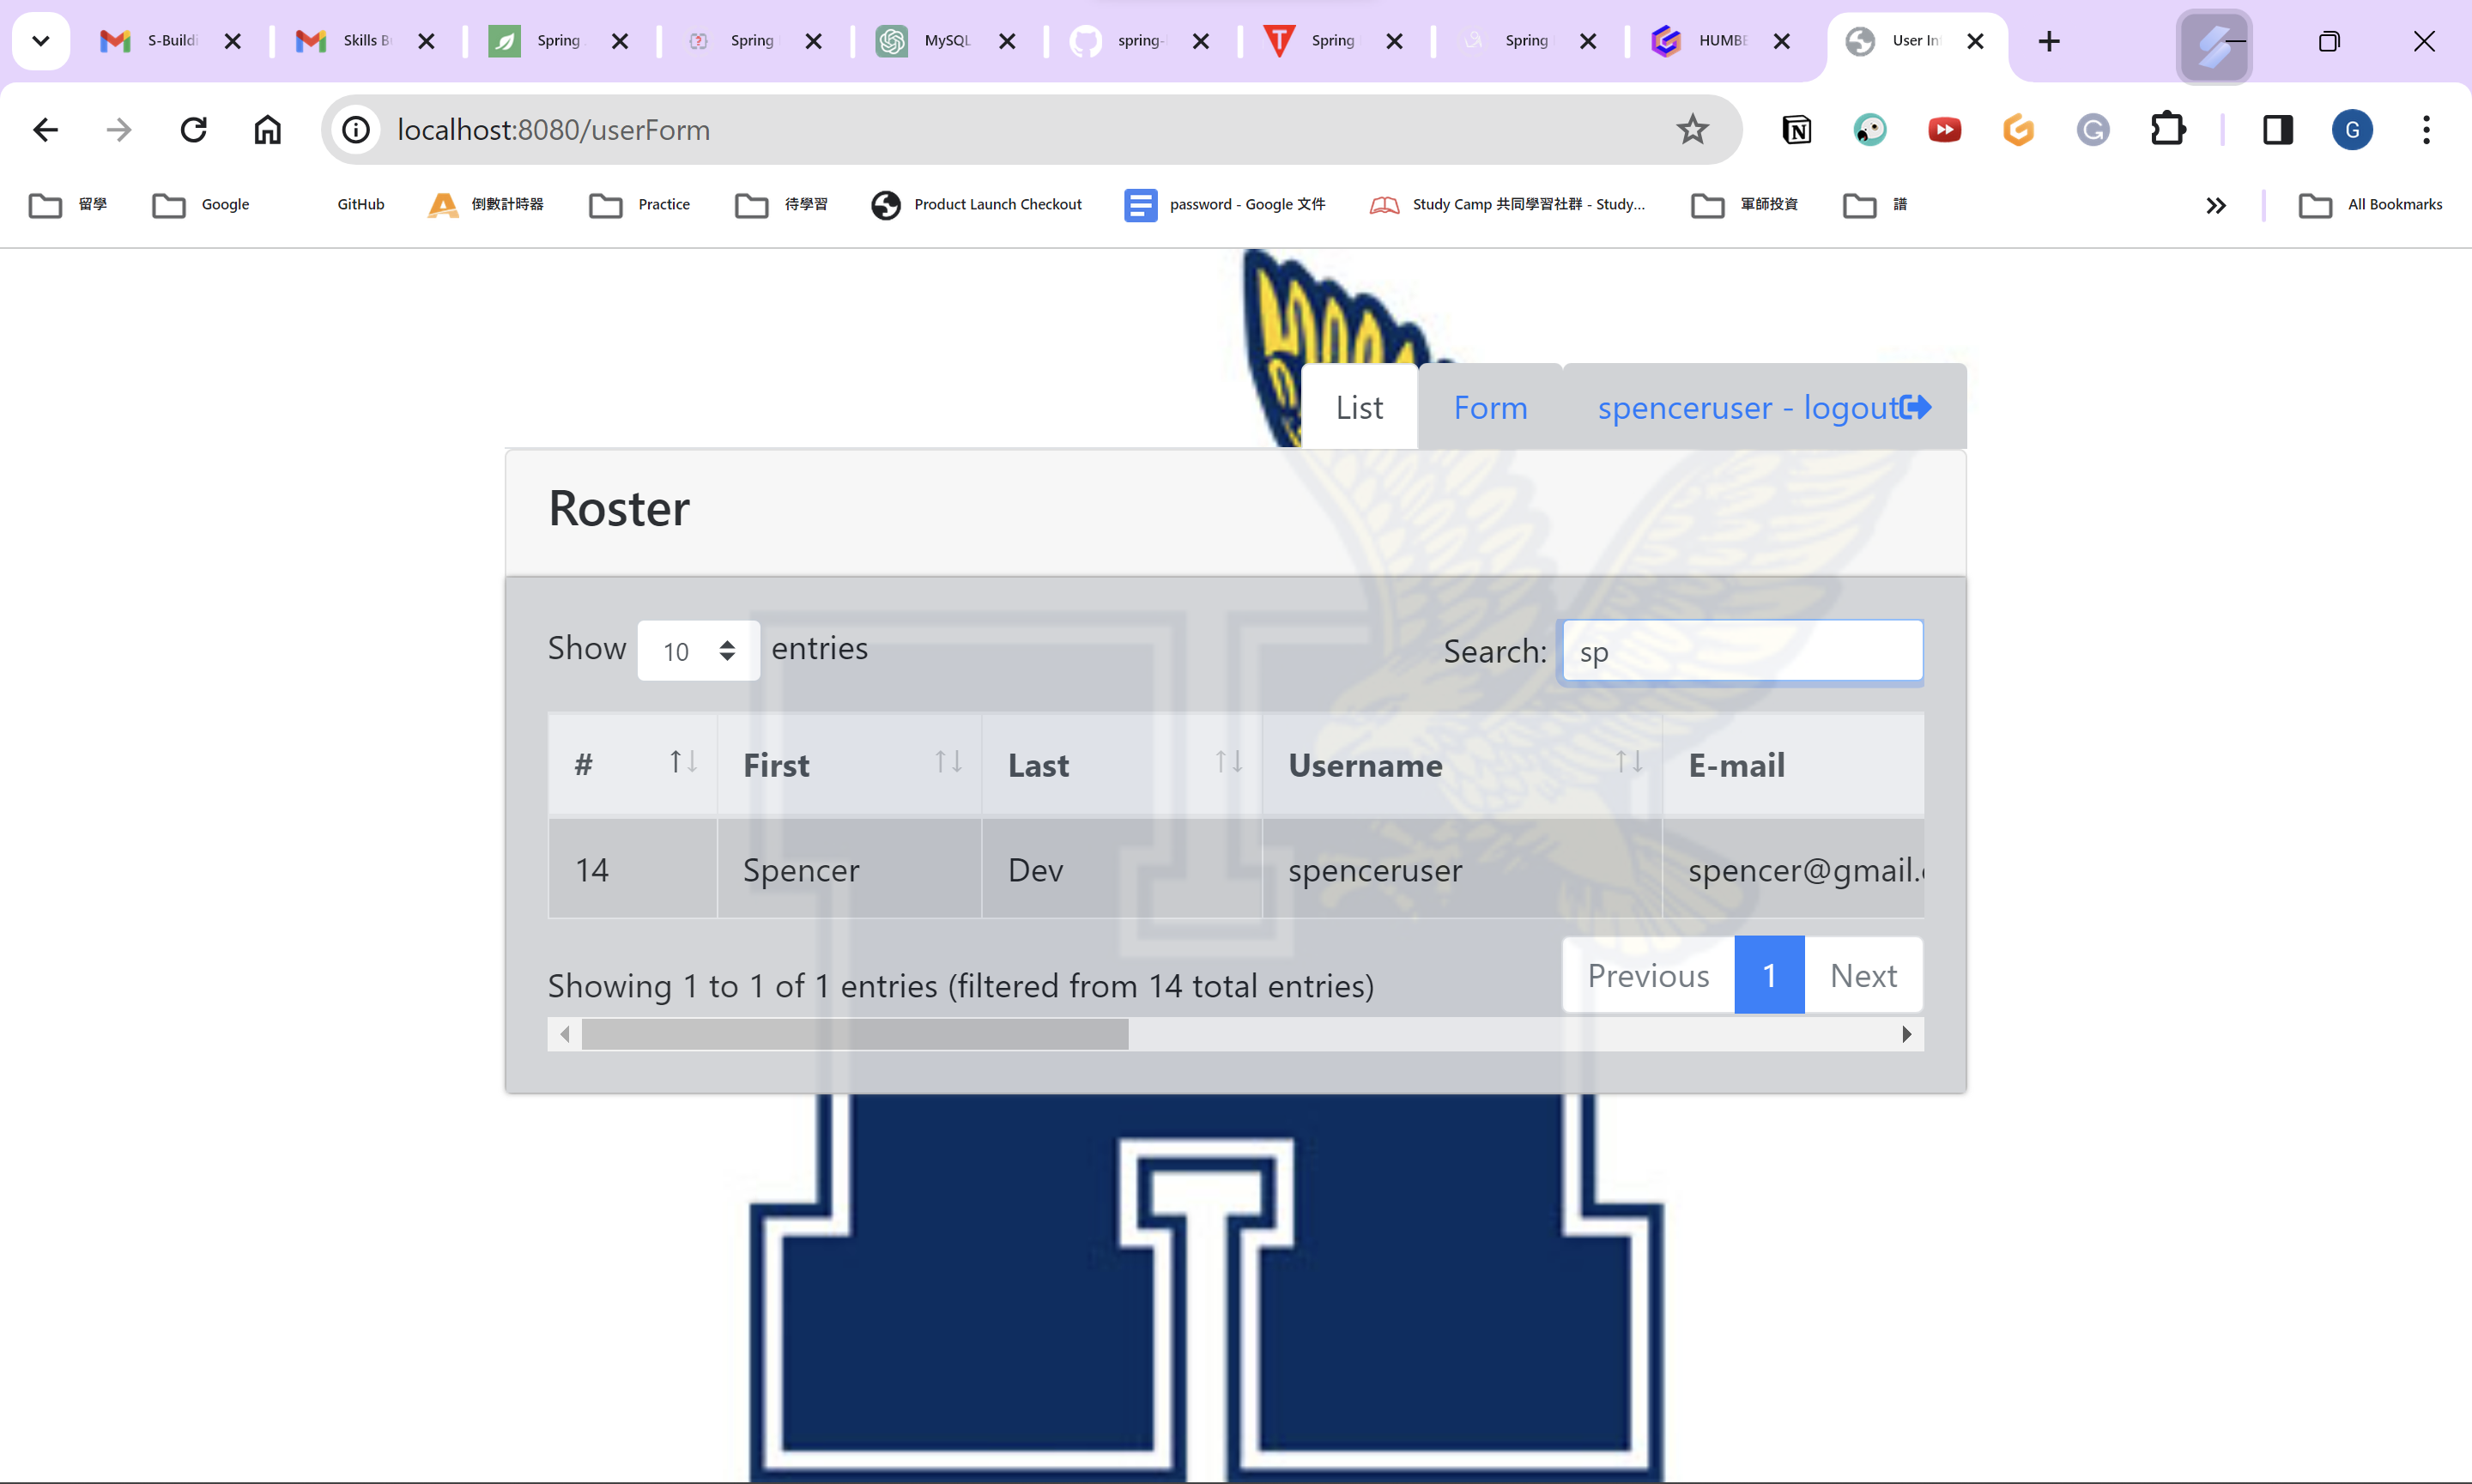 S-Buildi Skills B Spring Spring MySQL spring- Spring Spring HUMBE User In
localhost:8080/userForm
G
留學 Google GitHub 倒數計時器 Practice 待學習 Product Launch Checkout password - Google 文件 Study Camp 共同學習社群 - Study... 軍師投資 譜 All Bookmarks
List Form spenceruser - logout
Roster
Show 10 entries Search: sp
# First Last Username E-mail
14 Spencer Dev spenceruser spencer@gmail.
Showing 1 to 1 of 1 entries (filtered from 14 total entries) Previous 1 Next